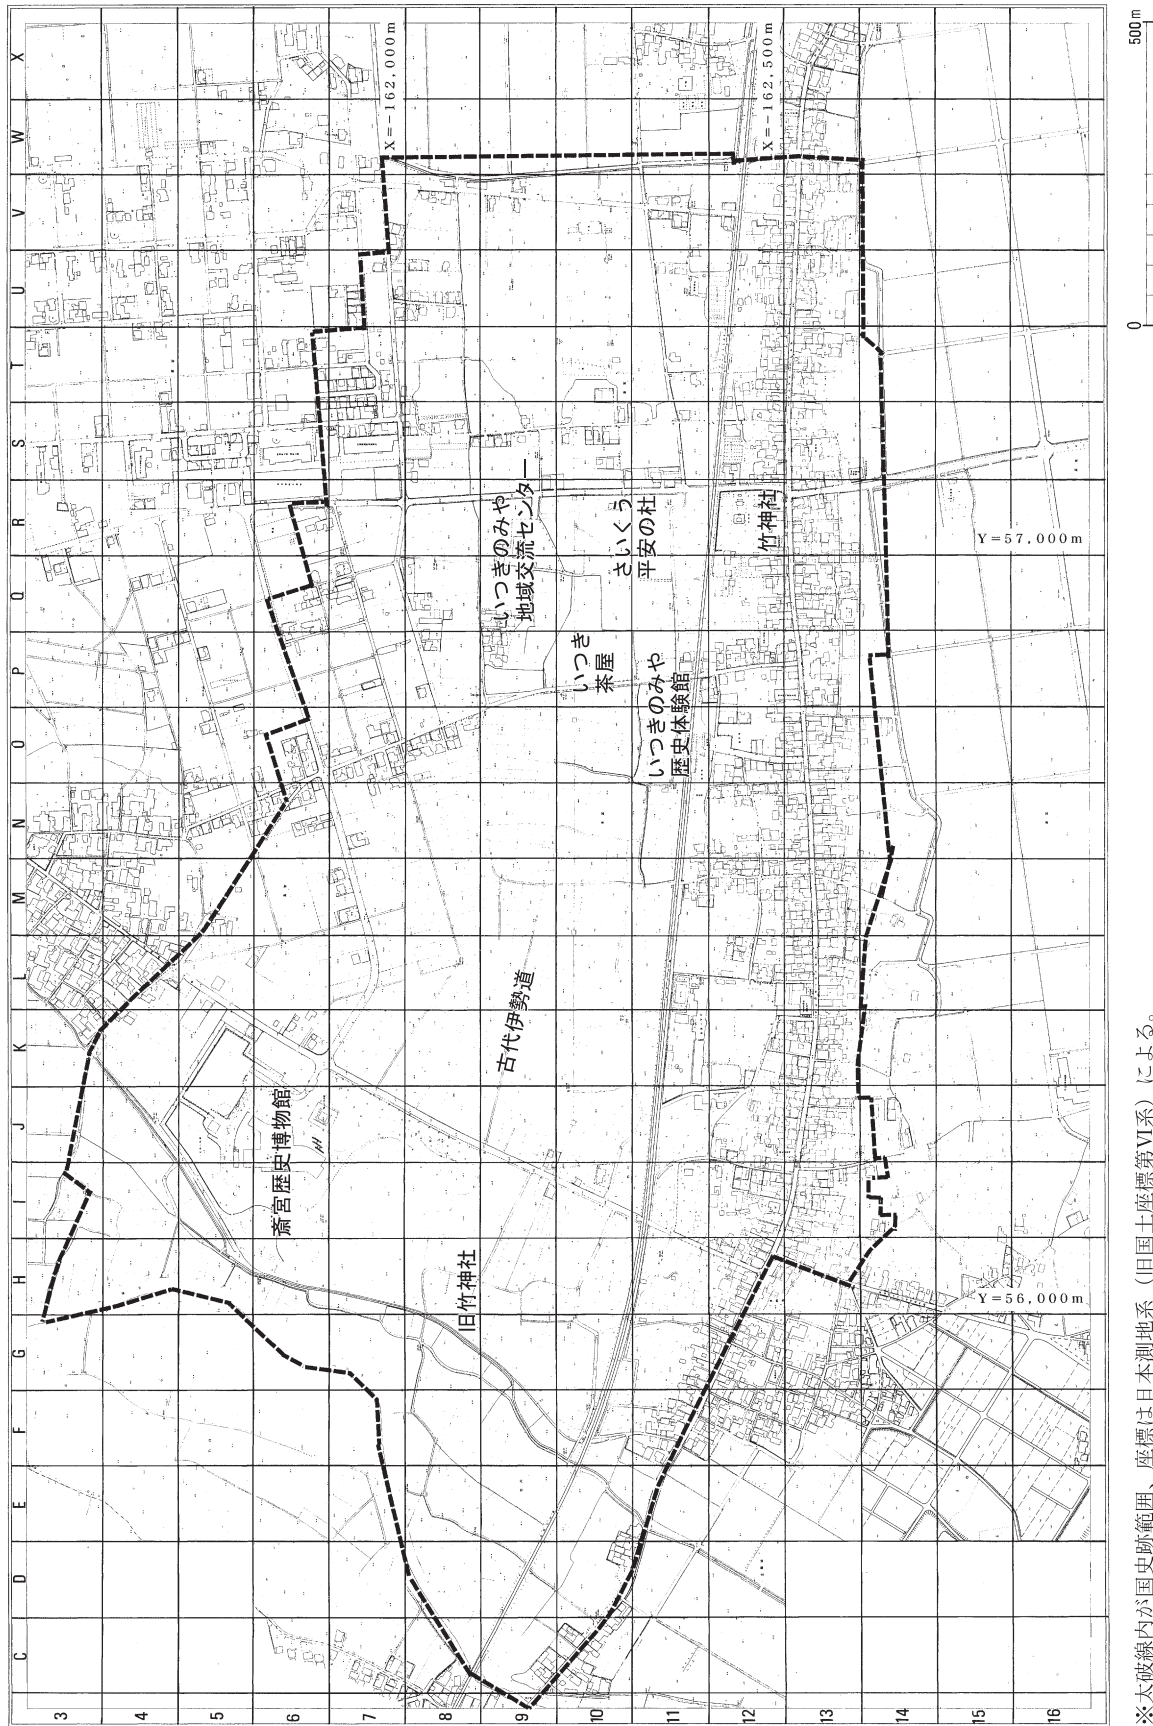 C D E F G H I J K L M N O P Q R S T U V W X
3
4
5
6
7
8
9
10
11
12
13
14
15
16
X=-162,000m
X=-162,500m
Y=56,000m
Y=57,000m
斎宮歴史博物館
旧竹神社
古代伊勢道
いつきのみや
地域交流センター
さいくう
平安の杜
いつき
茶屋
いつきのみや
歴史体験館
竹神社
※太破線内が国史跡範囲、座標は日本測地系（旧国土座標第VI系）による。
0 500m